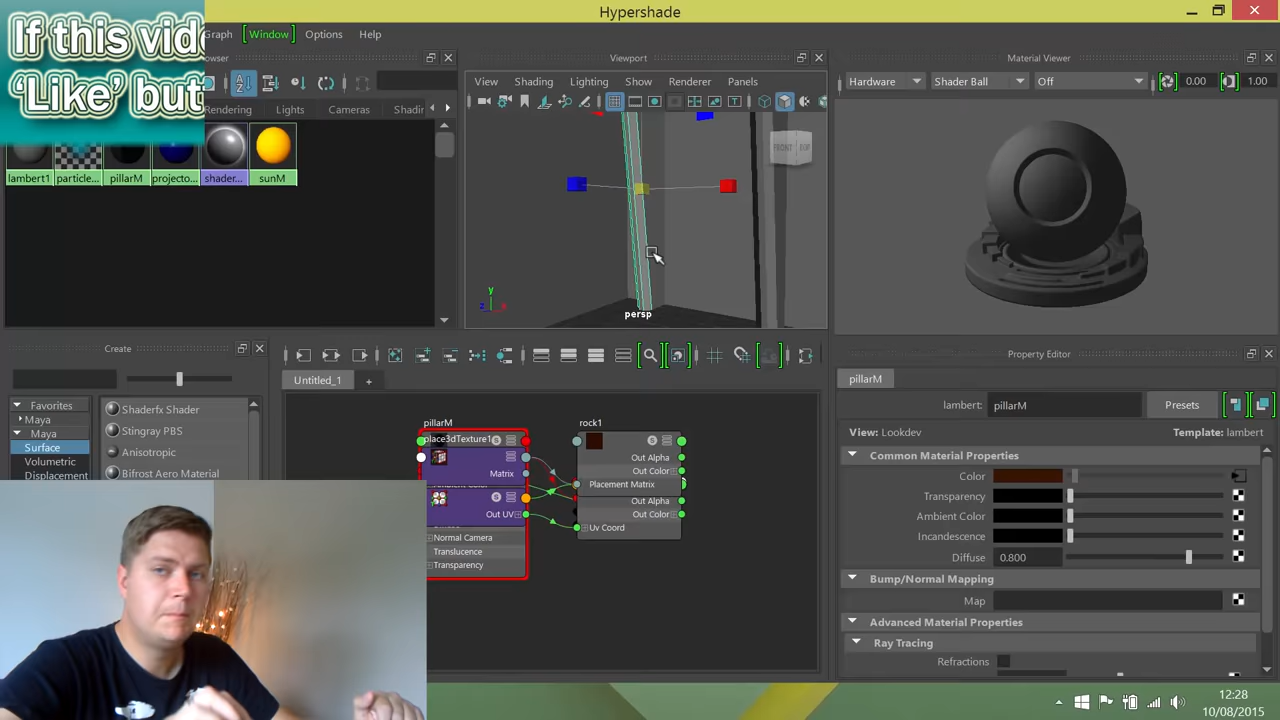 Hypershade
If this vid
'Like' but
Graph
[Window]
Options
Help
Browser
Viewport
Material Viewer
View
Shading
Lighting
Show
Renderer
Panels
Hardware
Shader Ball
Off
0.00
1.00
Rendering
Lights
Cameras
Shadi
lambert1
particle...
pillarM
projecto...
shader...
sunM
FRONT
y
z
x
persp
Create
Untitled_1
+
Property Editor
pillarM
lambert:
pillarM
Presets
View: Lookdev
Template: lambert
Favorites
Maya
Maya
Surface
Volumetric
Displacement
Shaderfx Shader
Stingray PBS
Anisotropic
Bifrost Aero Material
pillarM
place3dTexture1
Matrix
Out UV
Normal Camera
Translucence
Transparency
rock1
Out Alpha
Out Color
Placement Matrix
Out Alpha
Out Color
Uv Coord
Common Material Properties
Color
Transparency
Ambient Color
Incandescence
Diffuse
0.800
Bump/Normal Mapping
Map
Advanced Material Properties
Ray Tracing
Refractions
12:28
10/08/2015